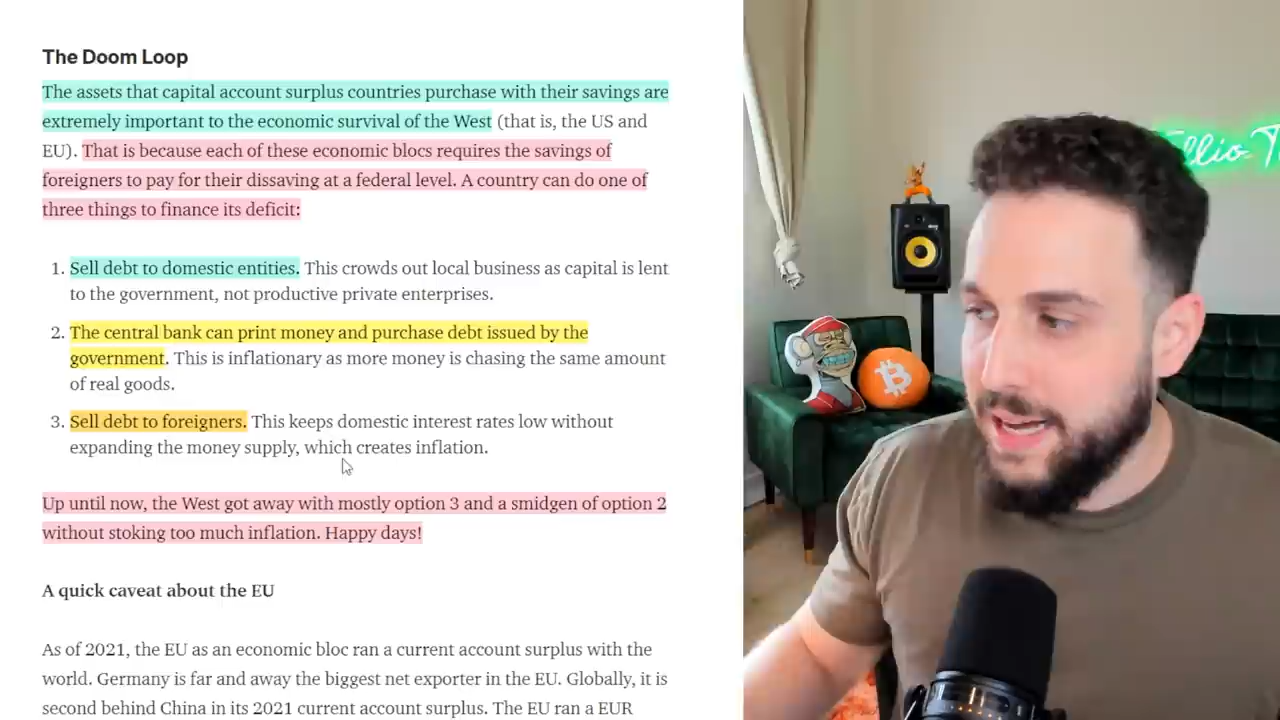 The Doom Loop
The assets that capital account surplus countries purchase with their savings are
extremely important to the economic survival of the West (that is, the US and
EU). That is because each of these economic blocs requires the savings of
foreigners to pay for their dissaving at a federal level. A country can do one of
three things to finance its deficit:
1. Sell debt to domestic entities. This crowds out local business as capital is lent
to the government, not productive private enterprises.
2. The central bank can print money and purchase debt issued by the
government. This is inflationary as more money is chasing the same amount
of real goods.
3. Sell debt to foreigners. This keeps domestic interest rates low without
expanding the money supply, which creates inflation.
Up until now, the West got away with mostly option 3 and a smidgen of option 2
without stoking too much inflation. Happy days!
A quick caveat about the EU
As of 2021, the EU as an economic bloc ran a current account surplus with the
world. Germany is far and away the biggest net exporter in the EU. Globally, it is
second behind China in its 2021 current account surplus. The EU ran a EUR